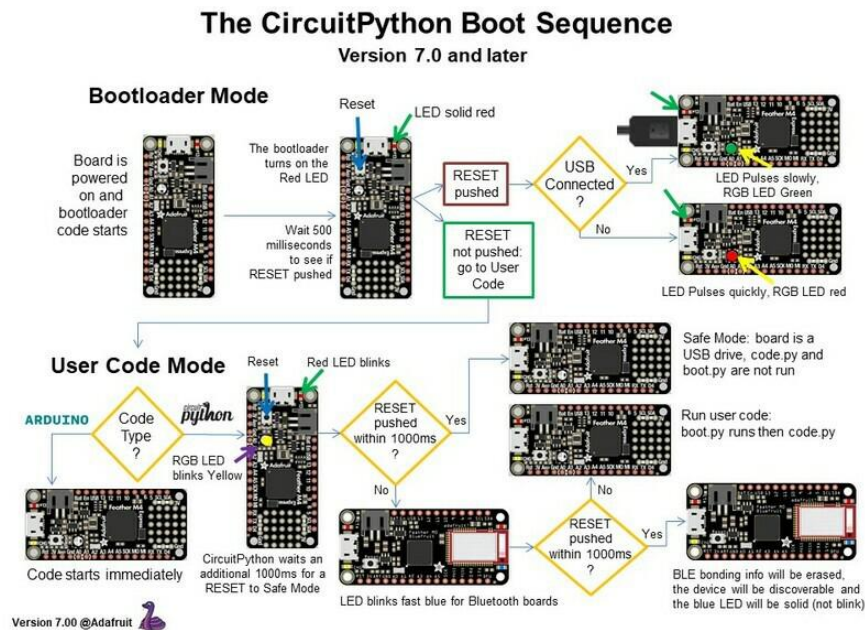 The CircuitPython Boot Sequence
Version 7.0 and later
Bootloader Mode
Reset
LED solid red
Board is
powered
on and
bootloader
code starts
The bootloader
turns on the
Red LED
Wait 500
milliseconds
to see if
RESET pushed
RESET
pushed
RESET
not pushed:
go to User
Code
USB
Connected
?
Yes
No
LED Pulses slowly,
RGB LED Green
LED Pulses quickly, RGB LED red
User Code Mode
ARDUINO
Code
Type
?
circuit
python
Reset
Red LED blinks
RGB LED
blinks Yellow
Code starts immediately
CircuitPython waits an
additional 1000ms for a
RESET to Safe Mode
RESET
pushed
within 1000ms
?
Yes
No
Safe Mode: board is a
USB drive, code.py and
boot.py are not run
Run user code:
boot.py runs then code.py
LED blinks fast blue for Bluetooth boards
No
RESET
pushed
within 1000ms
?
Yes
BLE bonding info will be erased,
the device will be discoverable and
the blue LED will be solid (not blink)
Feather M4
Adafruit
Version 7.00 @Adafruit